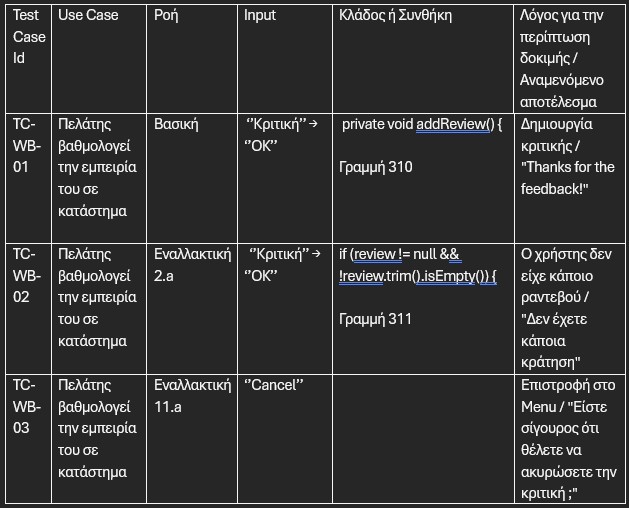 Test Case Id
Use Case
Ροή
Input
Κλάδος ή Συνθήκη
Λόγος για την περίπτωση δοκιμής / Αναμενόμενο αποτέλεσμα
TC-WB-01
Πελάτης βαθμολογεί την εμπειρία του σε κατάστημα
Βασική
‘’Κριτική’’ → ‘’OK’’
private void addReview() {
Γραμμή 310
Δημιουργία κριτικής / "Thanks for the feedback!"
TC-WB-02
Πελάτης βαθμολογεί την εμπειρία του σε κατάστημα
Εναλλακτική 2.a
‘’Κριτική’’ → ‘’OK’’
if (review != null && !review.trim().isEmpty()) {
Γραμμή 311
Ο χρήστης δεν είχε κάποιο ραντεβού / "Δεν έχετε κάποια κράτηση"
TC-WB-03
Πελάτης βαθμολογεί την εμπειρία του σε κατάστημα
Εναλλακτική 11.a
‘’Cancel’’
Επιστροφή στο Menu / "Είστε σίγουρος ότι θέλετε να ακυρώσετε την κριτική ;"